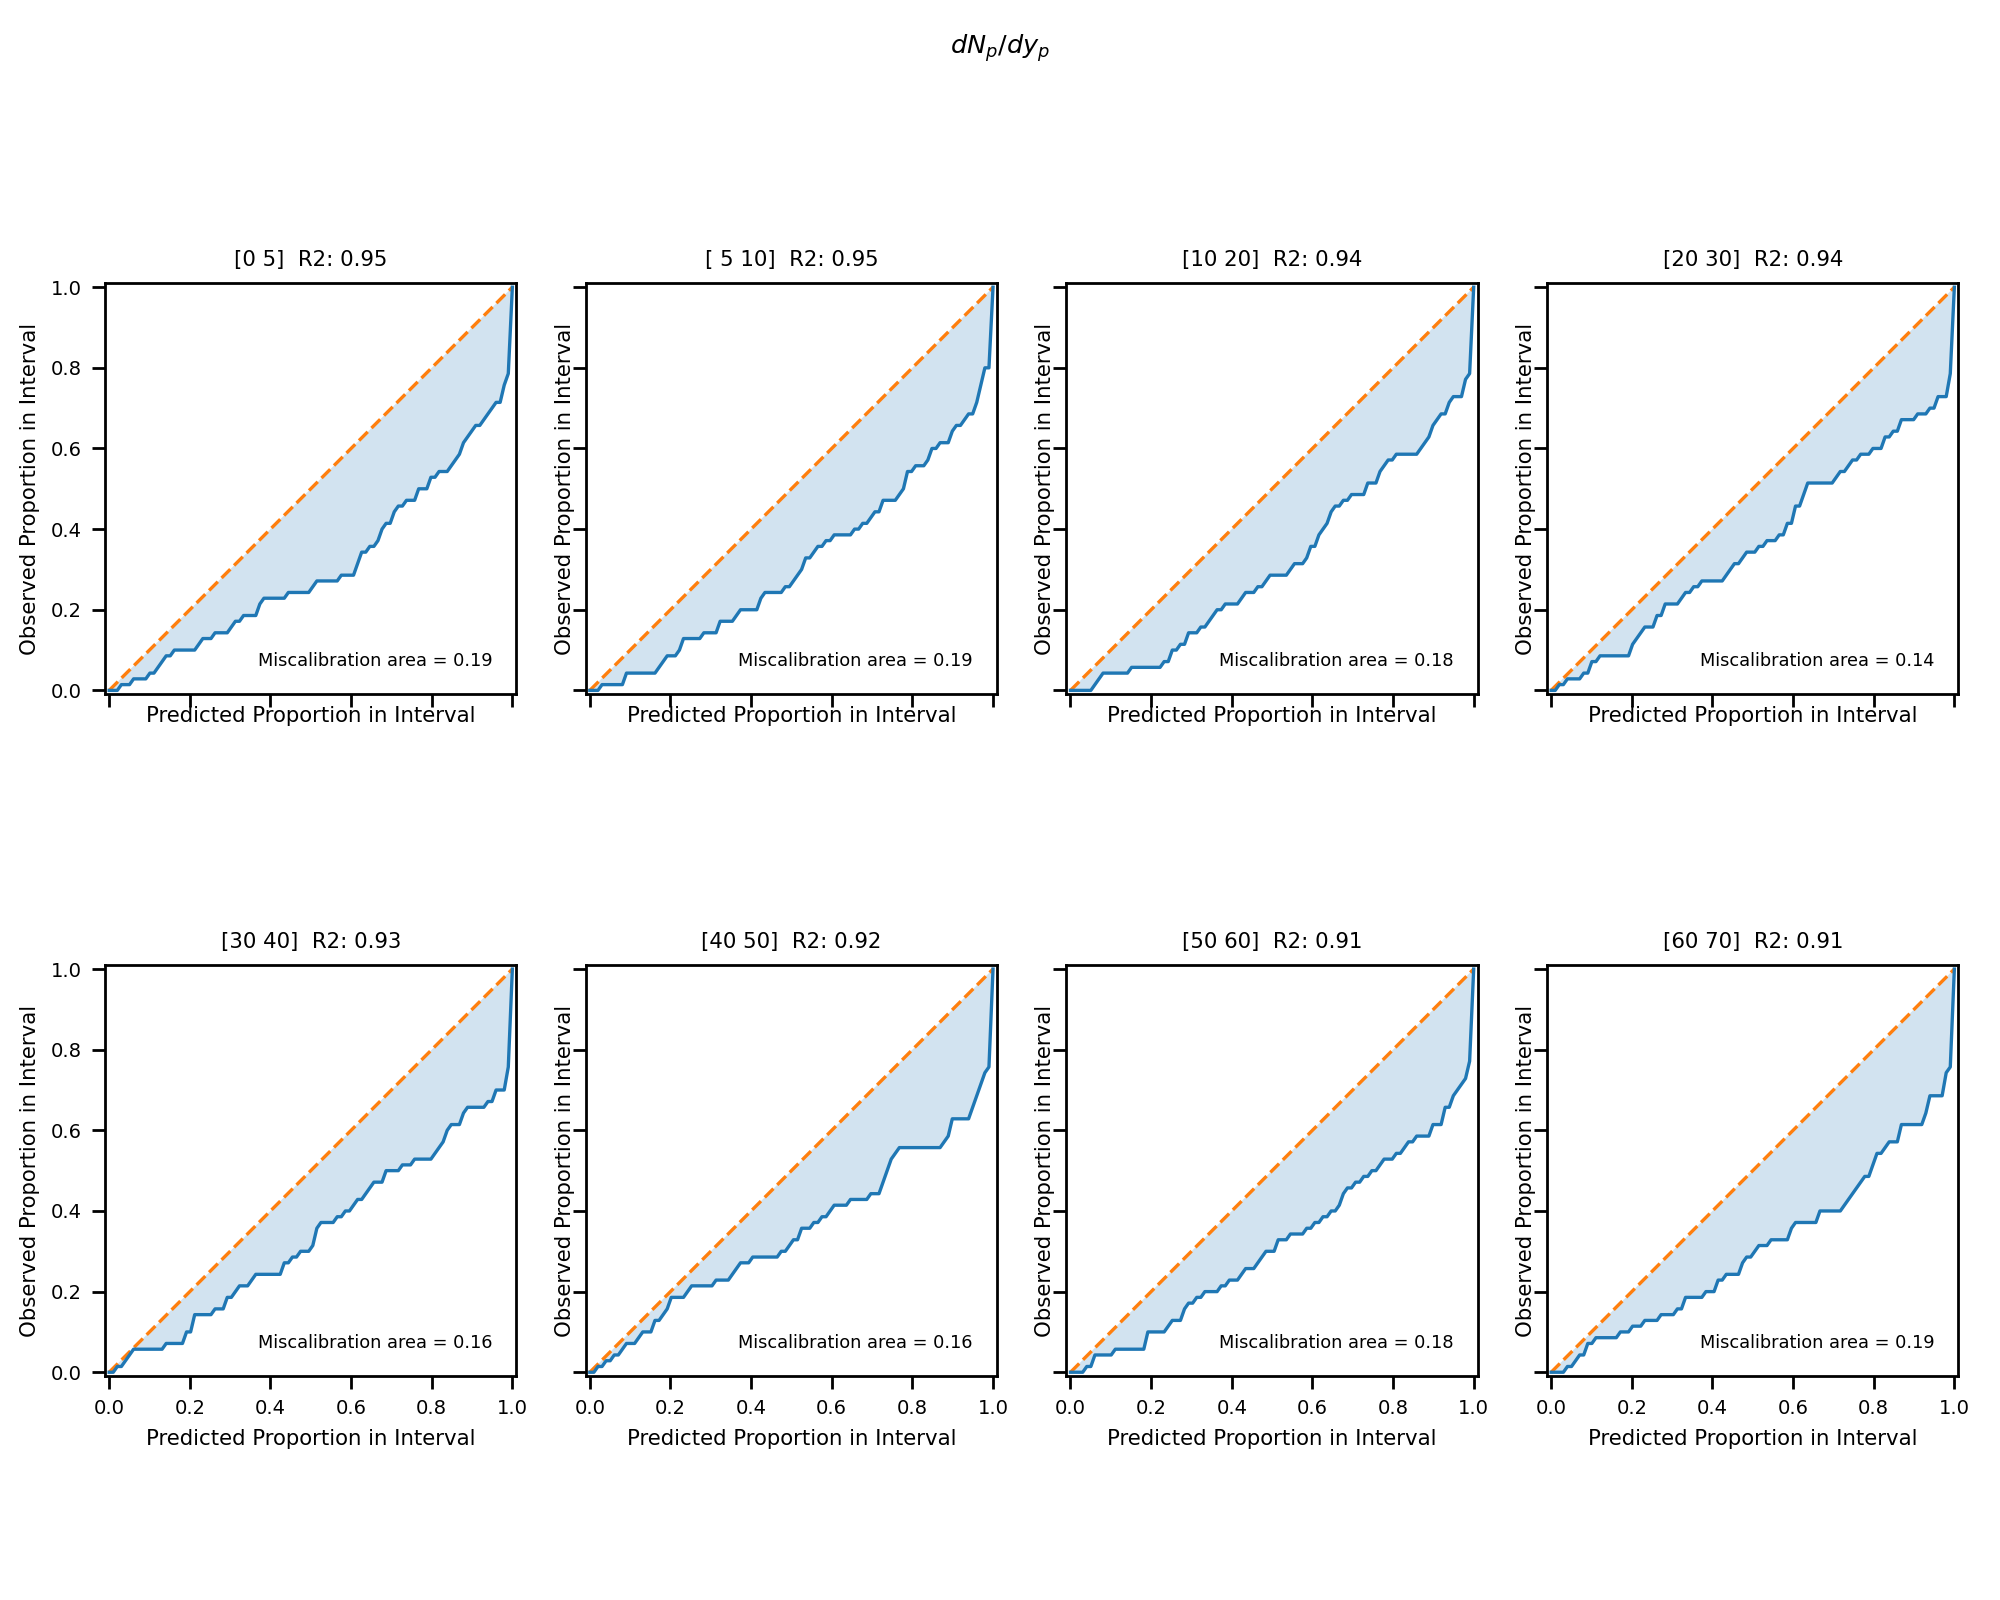 dN_p/dy_p
[0 5]  R2: 0.95
[ 5 10]  R2: 0.95
[10 20]  R2: 0.94
[20 30]  R2: 0.94
Observed Proportion in Interval
1.0
0.8
0.6
0.4
0.2
0.0
Miscalibration area = 0.19
Predicted Proportion in Interval
Observed Proportion in Interval
Miscalibration area = 0.19
Predicted Proportion in Interval
Observed Proportion in Interval
Miscalibration area = 0.18
Predicted Proportion in Interval
Observed Proportion in Interval
Miscalibration area = 0.14
Predicted Proportion in Interval
[30 40]  R2: 0.93
[40 50]  R2: 0.92
[50 60]  R2: 0.91
[60 70]  R2: 0.91
Observed Proportion in Interval
1.0
0.8
0.6
0.4
0.2
0.0
Miscalibration area = 0.16
0.0 0.2 0.4 0.6 0.8 1.0
Predicted Proportion in Interval
Observed Proportion in Interval
Miscalibration area = 0.16
0.0 0.2 0.4 0.6 0.8 1.0
Predicted Proportion in Interval
Observed Proportion in Interval
Miscalibration area = 0.18
0.0 0.2 0.4 0.6 0.8 1.0
Predicted Proportion in Interval
Observed Proportion in Interval
Miscalibration area = 0.19
0.0 0.2 0.4 0.6 0.8 1.0
Predicted Proportion in Interval